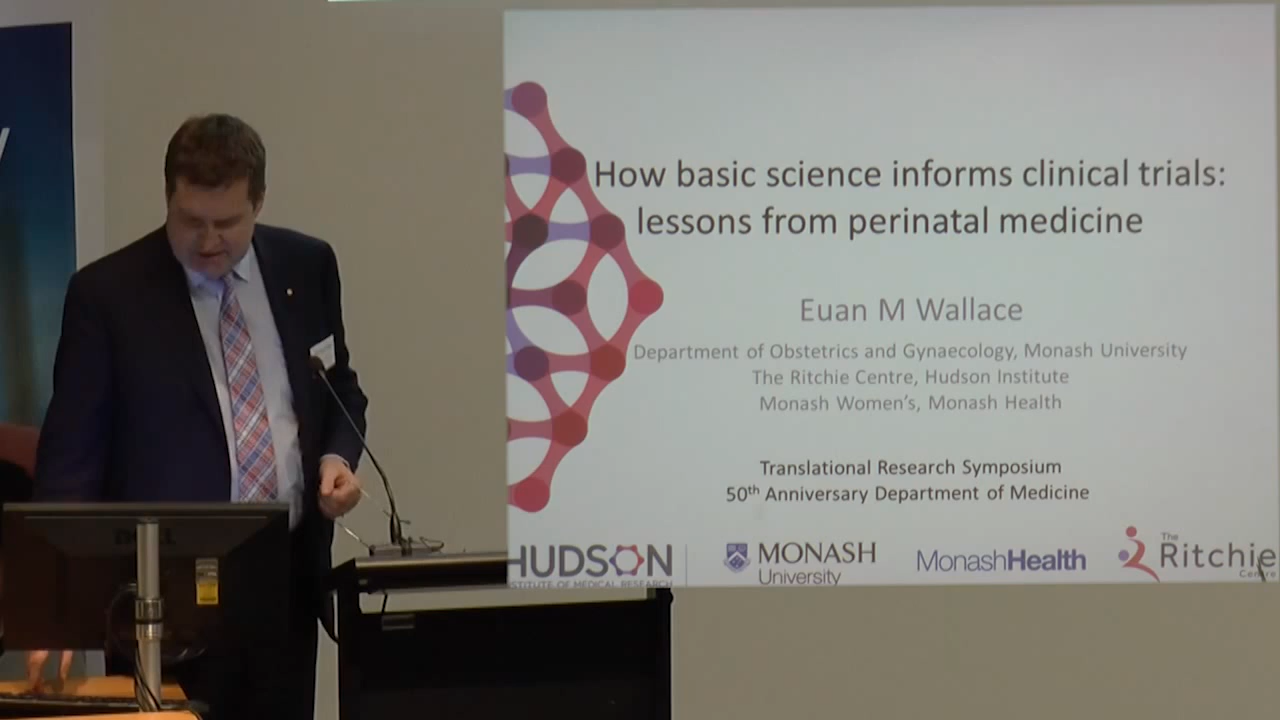 How basic science informs clinical trials:
lessons from perinatal medicine
Euan M Wallace
Department of Obstetrics and Gynaecology, Monash University
The Ritchie Centre, Hudson Institute
Monash Women's, Monash Health
Translational Research Symposium
50th Anniversary Department of Medicine
HUDSON
INSTITUTE OF MEDICAL RESEARCH
MONASH
University
MonashHealth
The
Ritchie
Centre
DELL